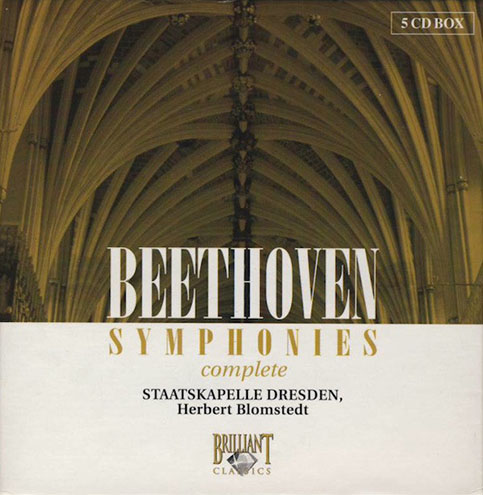 5 CD BOX
BEETHOVEN
SYMPHONIES
complete
STAATSKAPELLE DRESDEN,
Herbert Blomstedt
BRILLIANT
CLASSICS